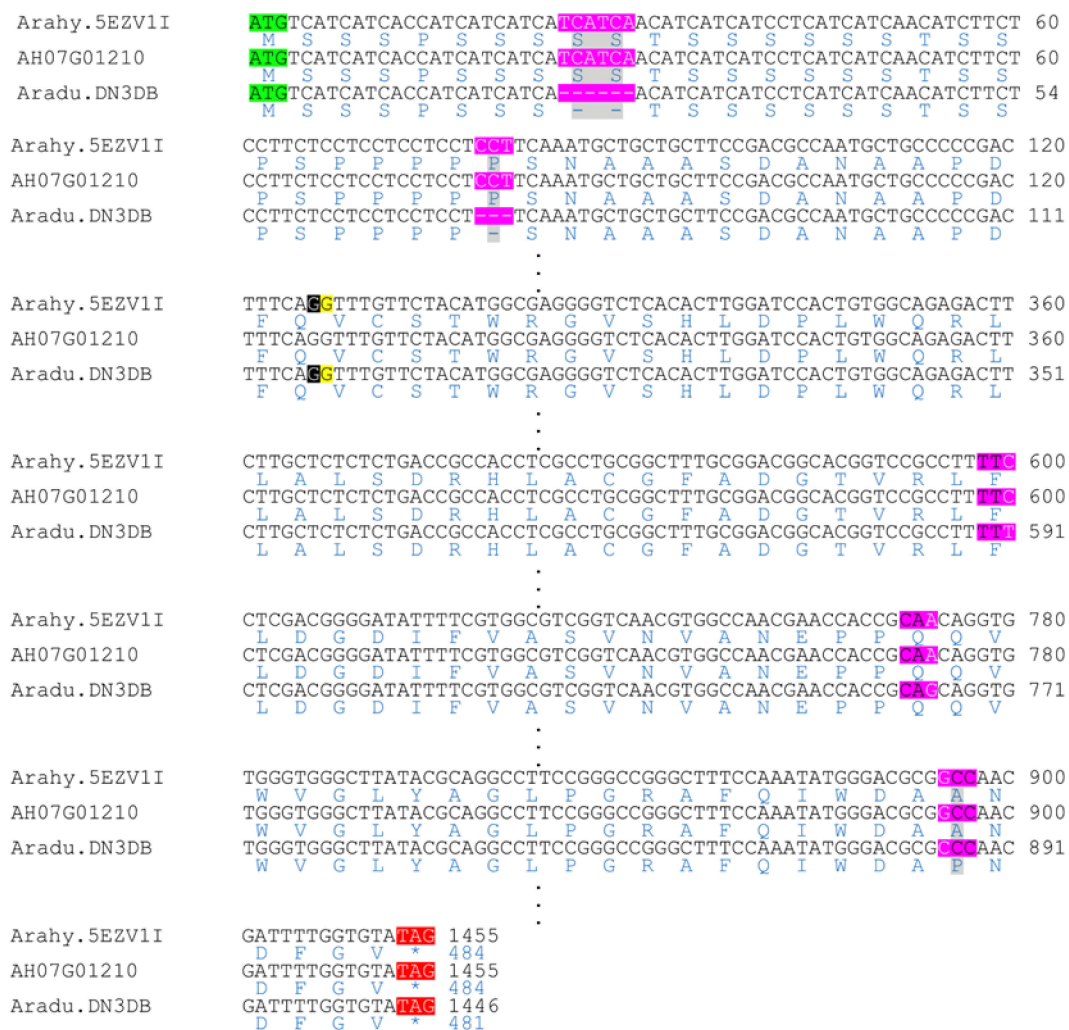 Arahy.5EZV1I ATGTCATCATCACCATCATCATCATCATCAACATCATCATCCTCATCATCAACATCTTCT 60
M S S S P S S S S S T S S S S S S T S S
AH07G01210 ATGTCATCATCACCATCATCATCATCATCAACATCATCATCCTCATCATCAACATCTTCT 60
M S S S P S S S S S T S S S S S S T S S
Aradu.DN3DB ATGTCATCATCACCATCATCATCA------ACATCATCATCCTCATCATCAACATCTTCT 54
M S S S P S S S - - T S S S S S S T S S
Arahy.5EZV1I CCTTCTCCTCCTCCTCCTCCTTCAAATGCTGCTGCTTCCGACGCCAATGCTGCCCCCGAC 120
P S P P P P P S N A A A S D A N A A P D
AH07G01210 CCTTCTCCTCCTCCTCCTCCTTCAAATGCTGCTGCTTCCGACGCCAATGCTGCCCCCGAC 120
P S P P P P P S N A A A S D A N A A P D
Aradu.DN3DB CCTTCTCCTCCTCCTCCT---TCAAATGCTGCTGCTTCCGACGCCAATGCTGCCCCCGAC 111
P S P P P P - S N A A A S D A N A A P D
Arahy.5EZV1I TTTCAGGTTTGTTCTACATGGCGAGGGGTCTCACACTTGGATCCACTGTGGCAGAGACTT 360
F Q V C S T W R G V S H L D P L W Q R L
AH07G01210 TTTCAGGTTTGTTCTACATGGCGAGGGGTCTCACACTTGGATCCACTGTGGCAGAGACTT 360
F Q V C S T W R G V S H L D P L W Q R L
Aradu.DN3DB TTTCAGGTTTGTTCTACATGGCGAGGGGTCTCACACTTGGATCCACTGTGGCAGAGACTT 351
F Q V C S T W R G V S H L D P L W Q R L
Arahy.5EZV1I CTTGCTCTCTCTGACCGCCACCTCGCCTGCGGCTTTGCGGACGGCACGGTCCGCCTTTTC 600
L A L S D R H L A C G F A D G T V R L F
AH07G01210 CTTGCTCTCTCTGACCGCCACCTCGCCTGCGGCTTTGCGGACGGCACGGTCCGCCTTTTC 600
L A L S D R H L A C G F A D G T V R L F
Aradu.DN3DB CTTGCTCTCTCTGACCGCCACCTCGCCTGCGGCTTTGCGGACGGCACGGTCCGCCTTTTT 591
L A L S D R H L A C G F A D G T V R L F
Arahy.5EZV1I CTCGACGGGGATATTTTCGTGGCGTCGGTCAACGTGGCCAACGAACCACCGCAACAGGTG 780
L D G D I F V A S V N V A N E P P Q Q V
AH07G01210 CTCGACGGGGATATTTTCGTGGCGTCGGTCAACGTGGCCAACGAACCACCGCAACAGGTG 780
L D G D I F V A S V N V A N E P P Q Q V
Aradu.DN3DB CTCGACGGGGATATTTTCGTGGCGTCGGTCAACGTGGCCAACGAACCACCGCAGCAGGTG 771
L D G D I F V A S V N V A N E P P Q Q V
Arahy.5EZV1I TGGGTGGGCTTATACGCAGGCCTTCCGGGCCGGGCTTTCCAAATATGGGACGCGGCCAAC 900
W V G L Y A G L P G R A F Q I W D A A N
AH07G01210 TGGGTGGGCTTATACGCAGGCCTTCCGGGCCGGGCTTTCCAAATATGGGACGCGGCCAAC 900
W V G L Y A G L P G R A F Q I W D A A N
Aradu.DN3DB TGGGTGGGCTTATACGCAGGCCTTCCGGGCCGGGCTTTCCAAATATGGGACGCGCCCAAC 891
W V G L Y A G L P G R A F Q I W D A P N
Arahy.5EZV1I GATTTTGGTGTATAG 1455
D F G V * 484
AH07G01210 GATTTTGGTGTATAG 1455
D F G V * 484
Aradu.DN3DB GATTTTGGTGTATAG 1446
D F G V * 481